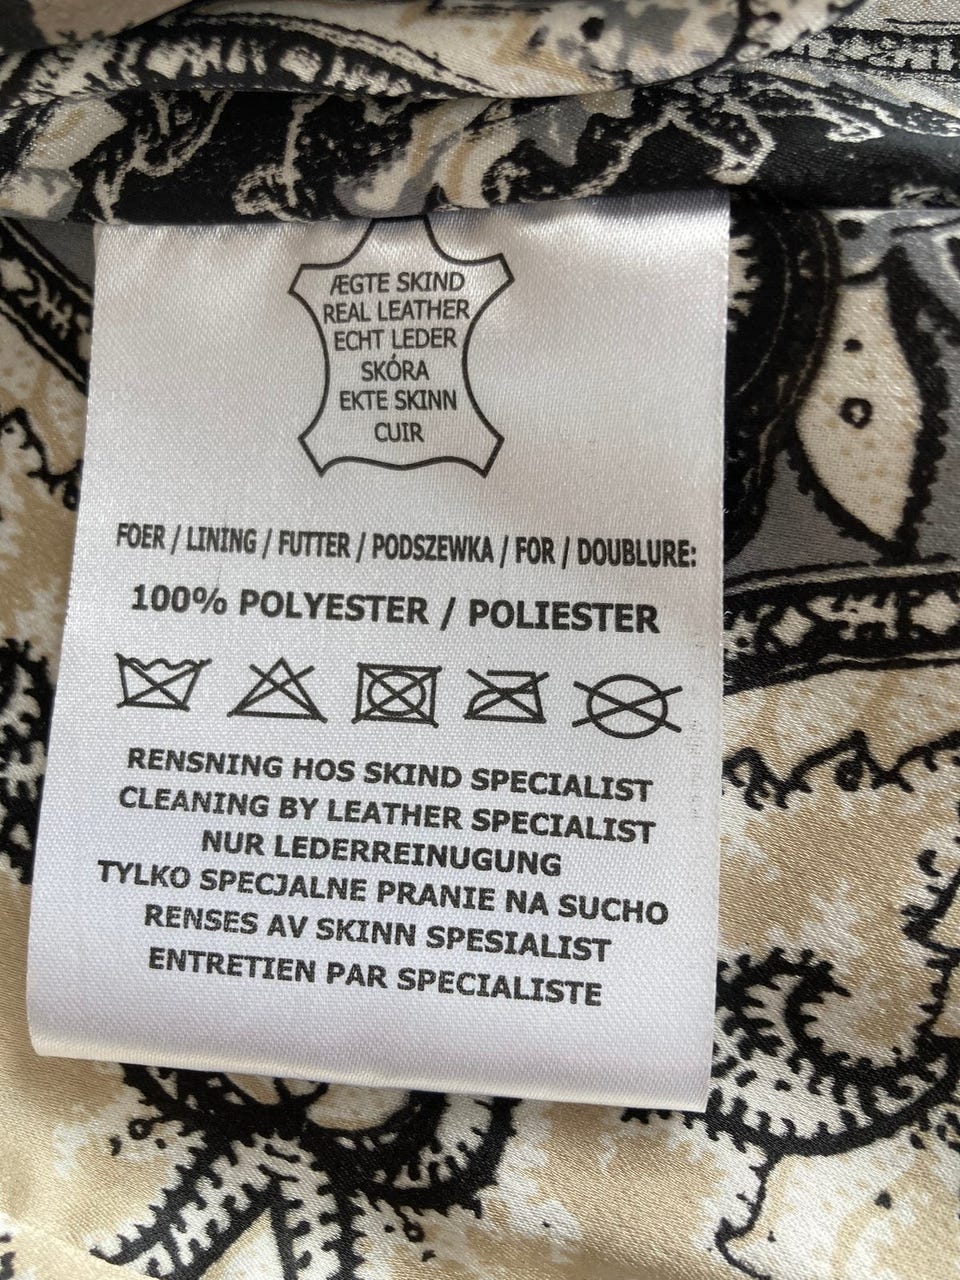 ÆGTE SKIND
REAL LEATHER
ECHT LEDER
SKÓRA
EKTE SKINN
CUIR
FOER / LINING / FUTTER / PODSZEWKA / FOR / DOUBLURE:
100% POLYESTER / POLIESTER
RENSNING HOS SKIND SPECIALIST
CLEANING BY LEATHER SPECIALIST
NUR LEDERREINUGUNG
TYLKO SPECJALNE PRANIE NA SUCHO
RENSES AV SKINN SPESIALIST
ENTRETIEN PAR SPECIALISTE